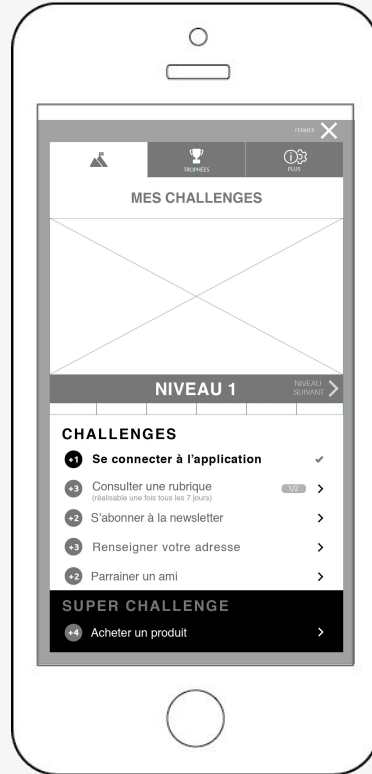 FERMER
TROPHÉES
PLUS
MES CHALLENGES
NIVEAU 1
NIVEAU
SUIVANT
CHALLENGES
+1 Se connecter à l'application
+3 Consulter une rubrique 1/2
(réalisable une fois tous les 7 jours)
+2 S'abonner à la newsletter
+3 Renseigner votre adresse
+2 Parrainer un ami
SUPER CHALLENGE
+4 Acheter un produit